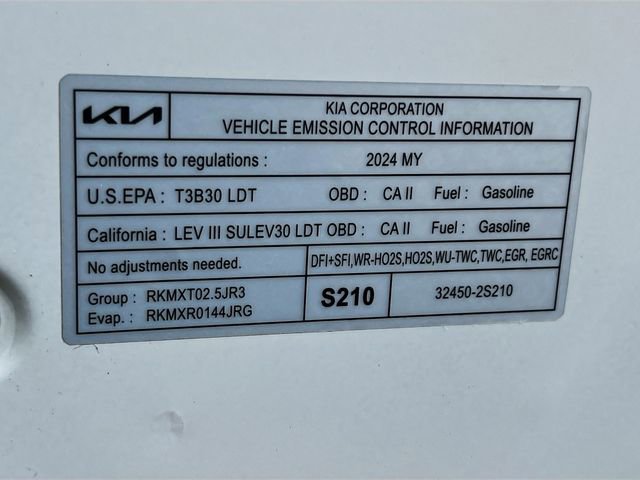 KIA
KIA CORPORATION
VEHICLE EMISSION CONTROL INFORMATION
Conforms to regulations : 2024 MY
U.S.EPA : T3B30 LDT OBD : CA II Fuel : Gasoline
California : LEV III SULEV30 LDT OBD : CA II Fuel : Gasoline
No adjustments needed. DFI+SFI,WR-HO2S,HO2S,WU-TWC,TWC,EGR, EGRC
Group : RKMXT02.5JR3
Evap. : RKMXR0144JRG
S210
32450-2S210